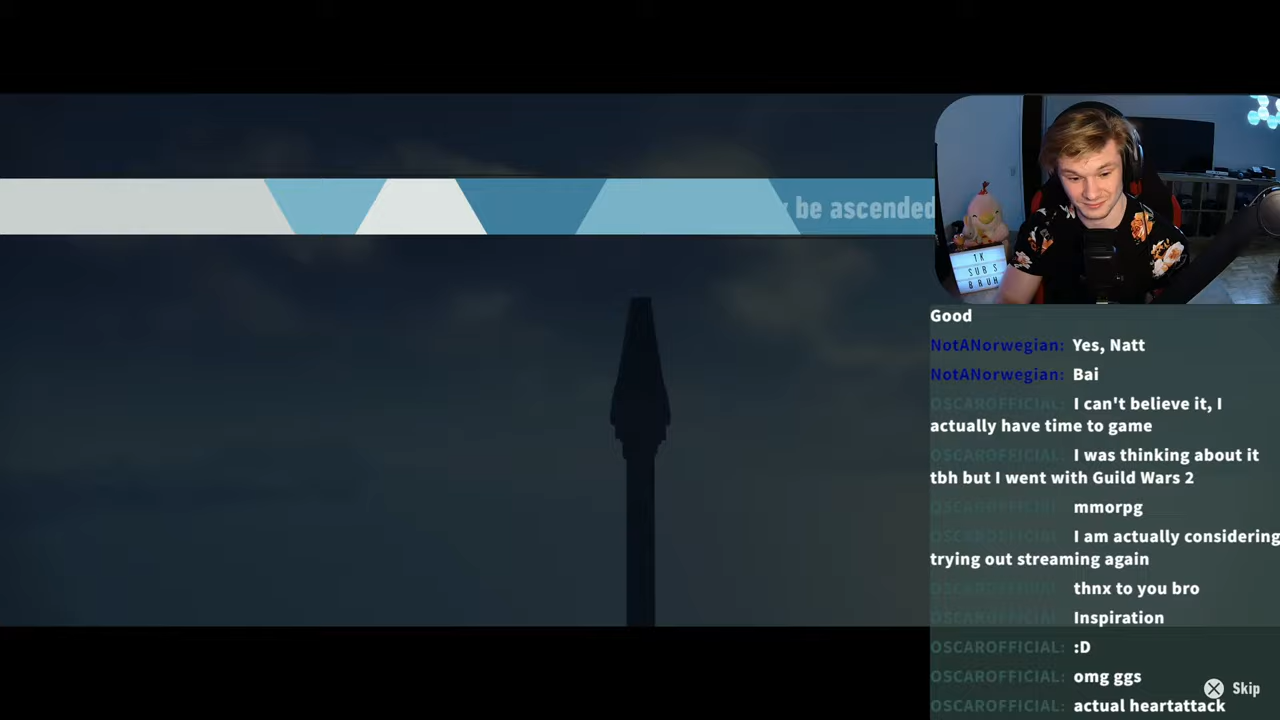 be ascended
1K
SUBS
BRUH
Good
NotANorwegian: Yes, Natt
NotANorwegian: Bai
OSCAROFFICIAL: I can't believe it, I
actually have time to game
OSCAROFFICIAL: I was thinking about it
tbh but I went with Guild Wars 2
OSCAROFFICIAL: mmorpg
OSCAROFFICIAL: I am actually considering
trying out streaming again
OSCAROFFICIAL: thnx to you bro
OSCAROFFICIAL: Inspiration
OSCAROFFICIAL: :D
OSCAROFFICIAL: omg ggs
OSCAROFFICIAL: actual heartattack
Skip